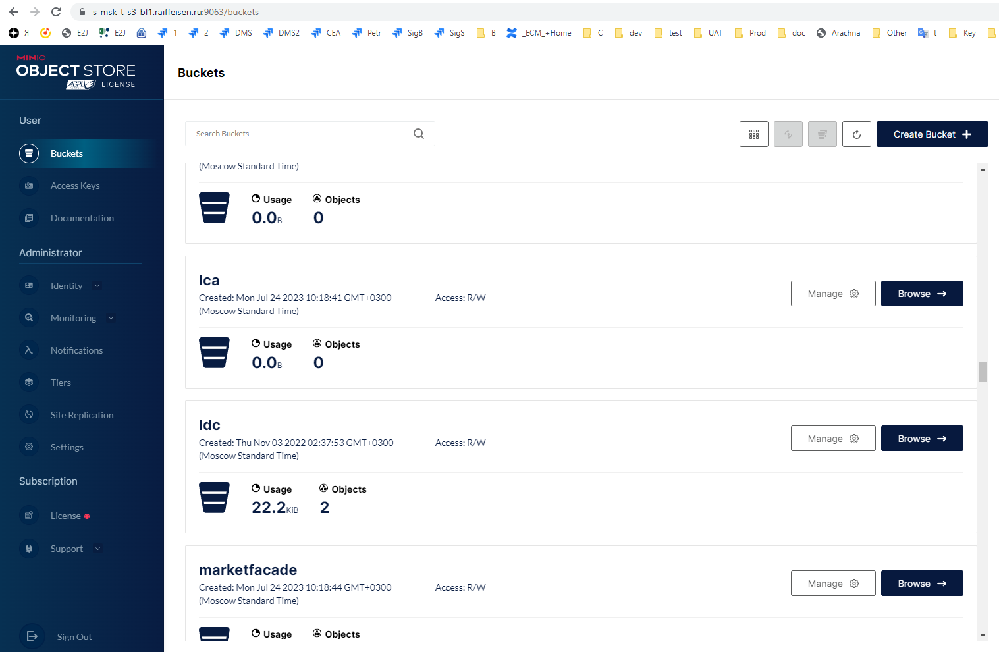 s-msk-t-s3-bl1.raiffeisen.ru:9063/buckets
Я E2J E2J 1 2 DMS DMS2 CEA Petr SigB SigS B _ECM_+Home C dev test UAT Prod doc Arachna Other t Key
MINIO
OBJECT STORE
AGPL LICENSE
Buckets
User
Buckets
Access Keys
Documentation
Administrator
Identity
Monitoring
Notifications
Tiers
Site Replication
Settings
Subscription
License
Support
Sign Out
Search Buckets
Create Bucket
(Moscow Standard Time)
Usage Objects
0.0B 0
lca
Created: Mon Jul 24 2023 10:18:41 GMT+0300 (Moscow Standard Time)
Access: R/W
Manage Browse
Usage Objects
0.0B 0
ldc
Created: Thu Nov 03 2022 02:37:53 GMT+0300 (Moscow Standard Time)
Access: R/W
Manage Browse
Usage Objects
22.2KiB 2
marketfacade
Created: Mon Jul 24 2023 10:18:44 GMT+0300 (Moscow Standard Time)
Access: R/W
Manage Browse
Usage Objects